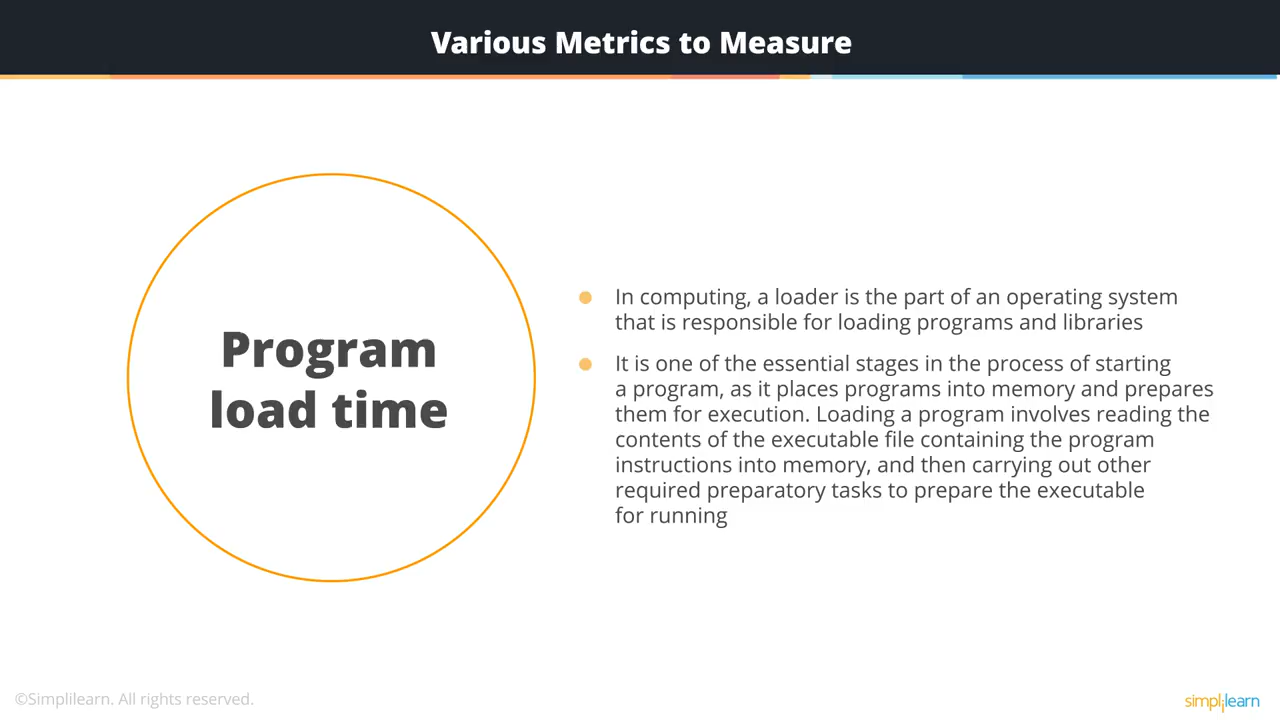 Various Metrics to Measure
Program
load time
In computing, a loader is the part of an operating system
that is responsible for loading programs and libraries
It is one of the essential stages in the process of starting
a program, as it places programs into memory and prepares
them for execution. Loading a program involves reading the
contents of the executable file containing the program
instructions into memory, and then carrying out other
required preparatory tasks to prepare the executable
for running
©Simplilearn. All rights reserved.
simplilearn